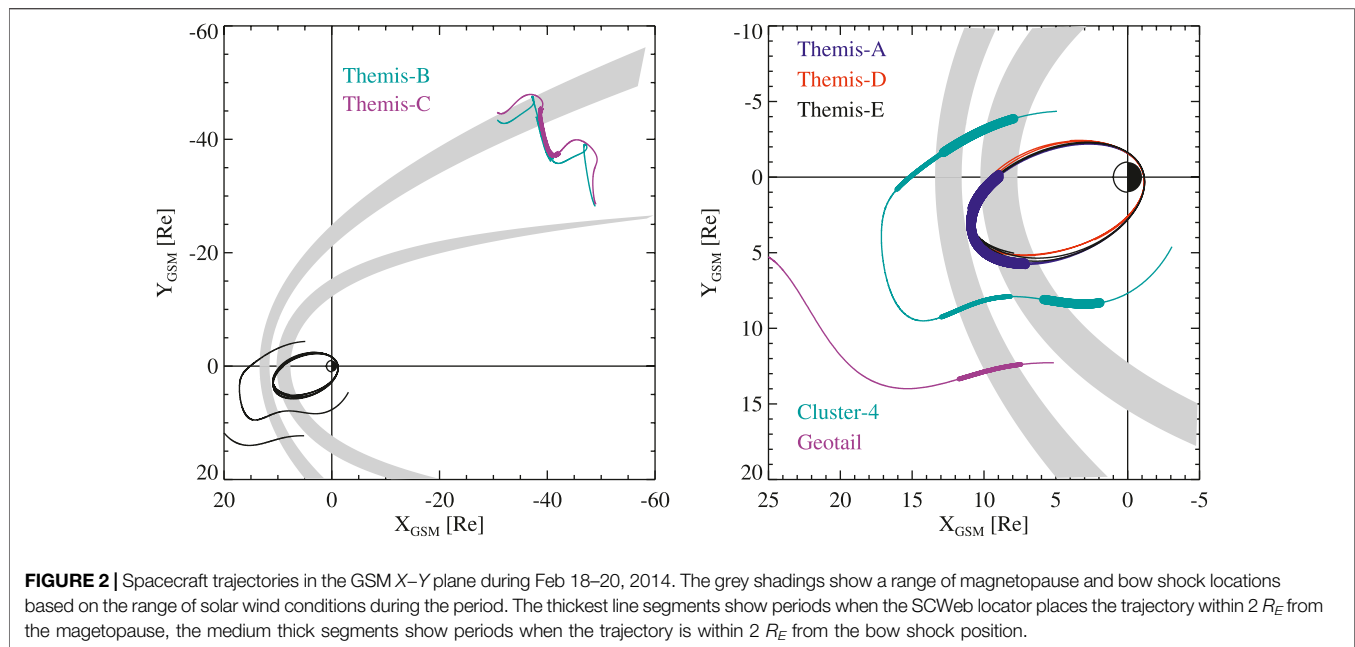 -60
-40
-20
0
20
Y_GSM [Re]
20
0
-20
-40
-60
X_GSM [Re]
Themis-B
Themis-C
-10
-5
0
5
10
15
20
Y_GSM [Re]
25
20
15
10
5
0
-5
X_GSM [Re]
Themis-A
Themis-D
Themis-E
Cluster-4
Geotail
FIGURE 2 | Spacecraft trajectories in the GSM X–Y plane during Feb 18–20, 2014. The grey shadings show a range of magnetopause and bow shock locations
based on the range of solar wind conditions during the period. The thickest line segments show periods when the SCWeb locator places the trajectory within 2 R_E from
the magetopause, the medium thick segments show periods when the trajectory is within 2 R_E from the bow shock position.